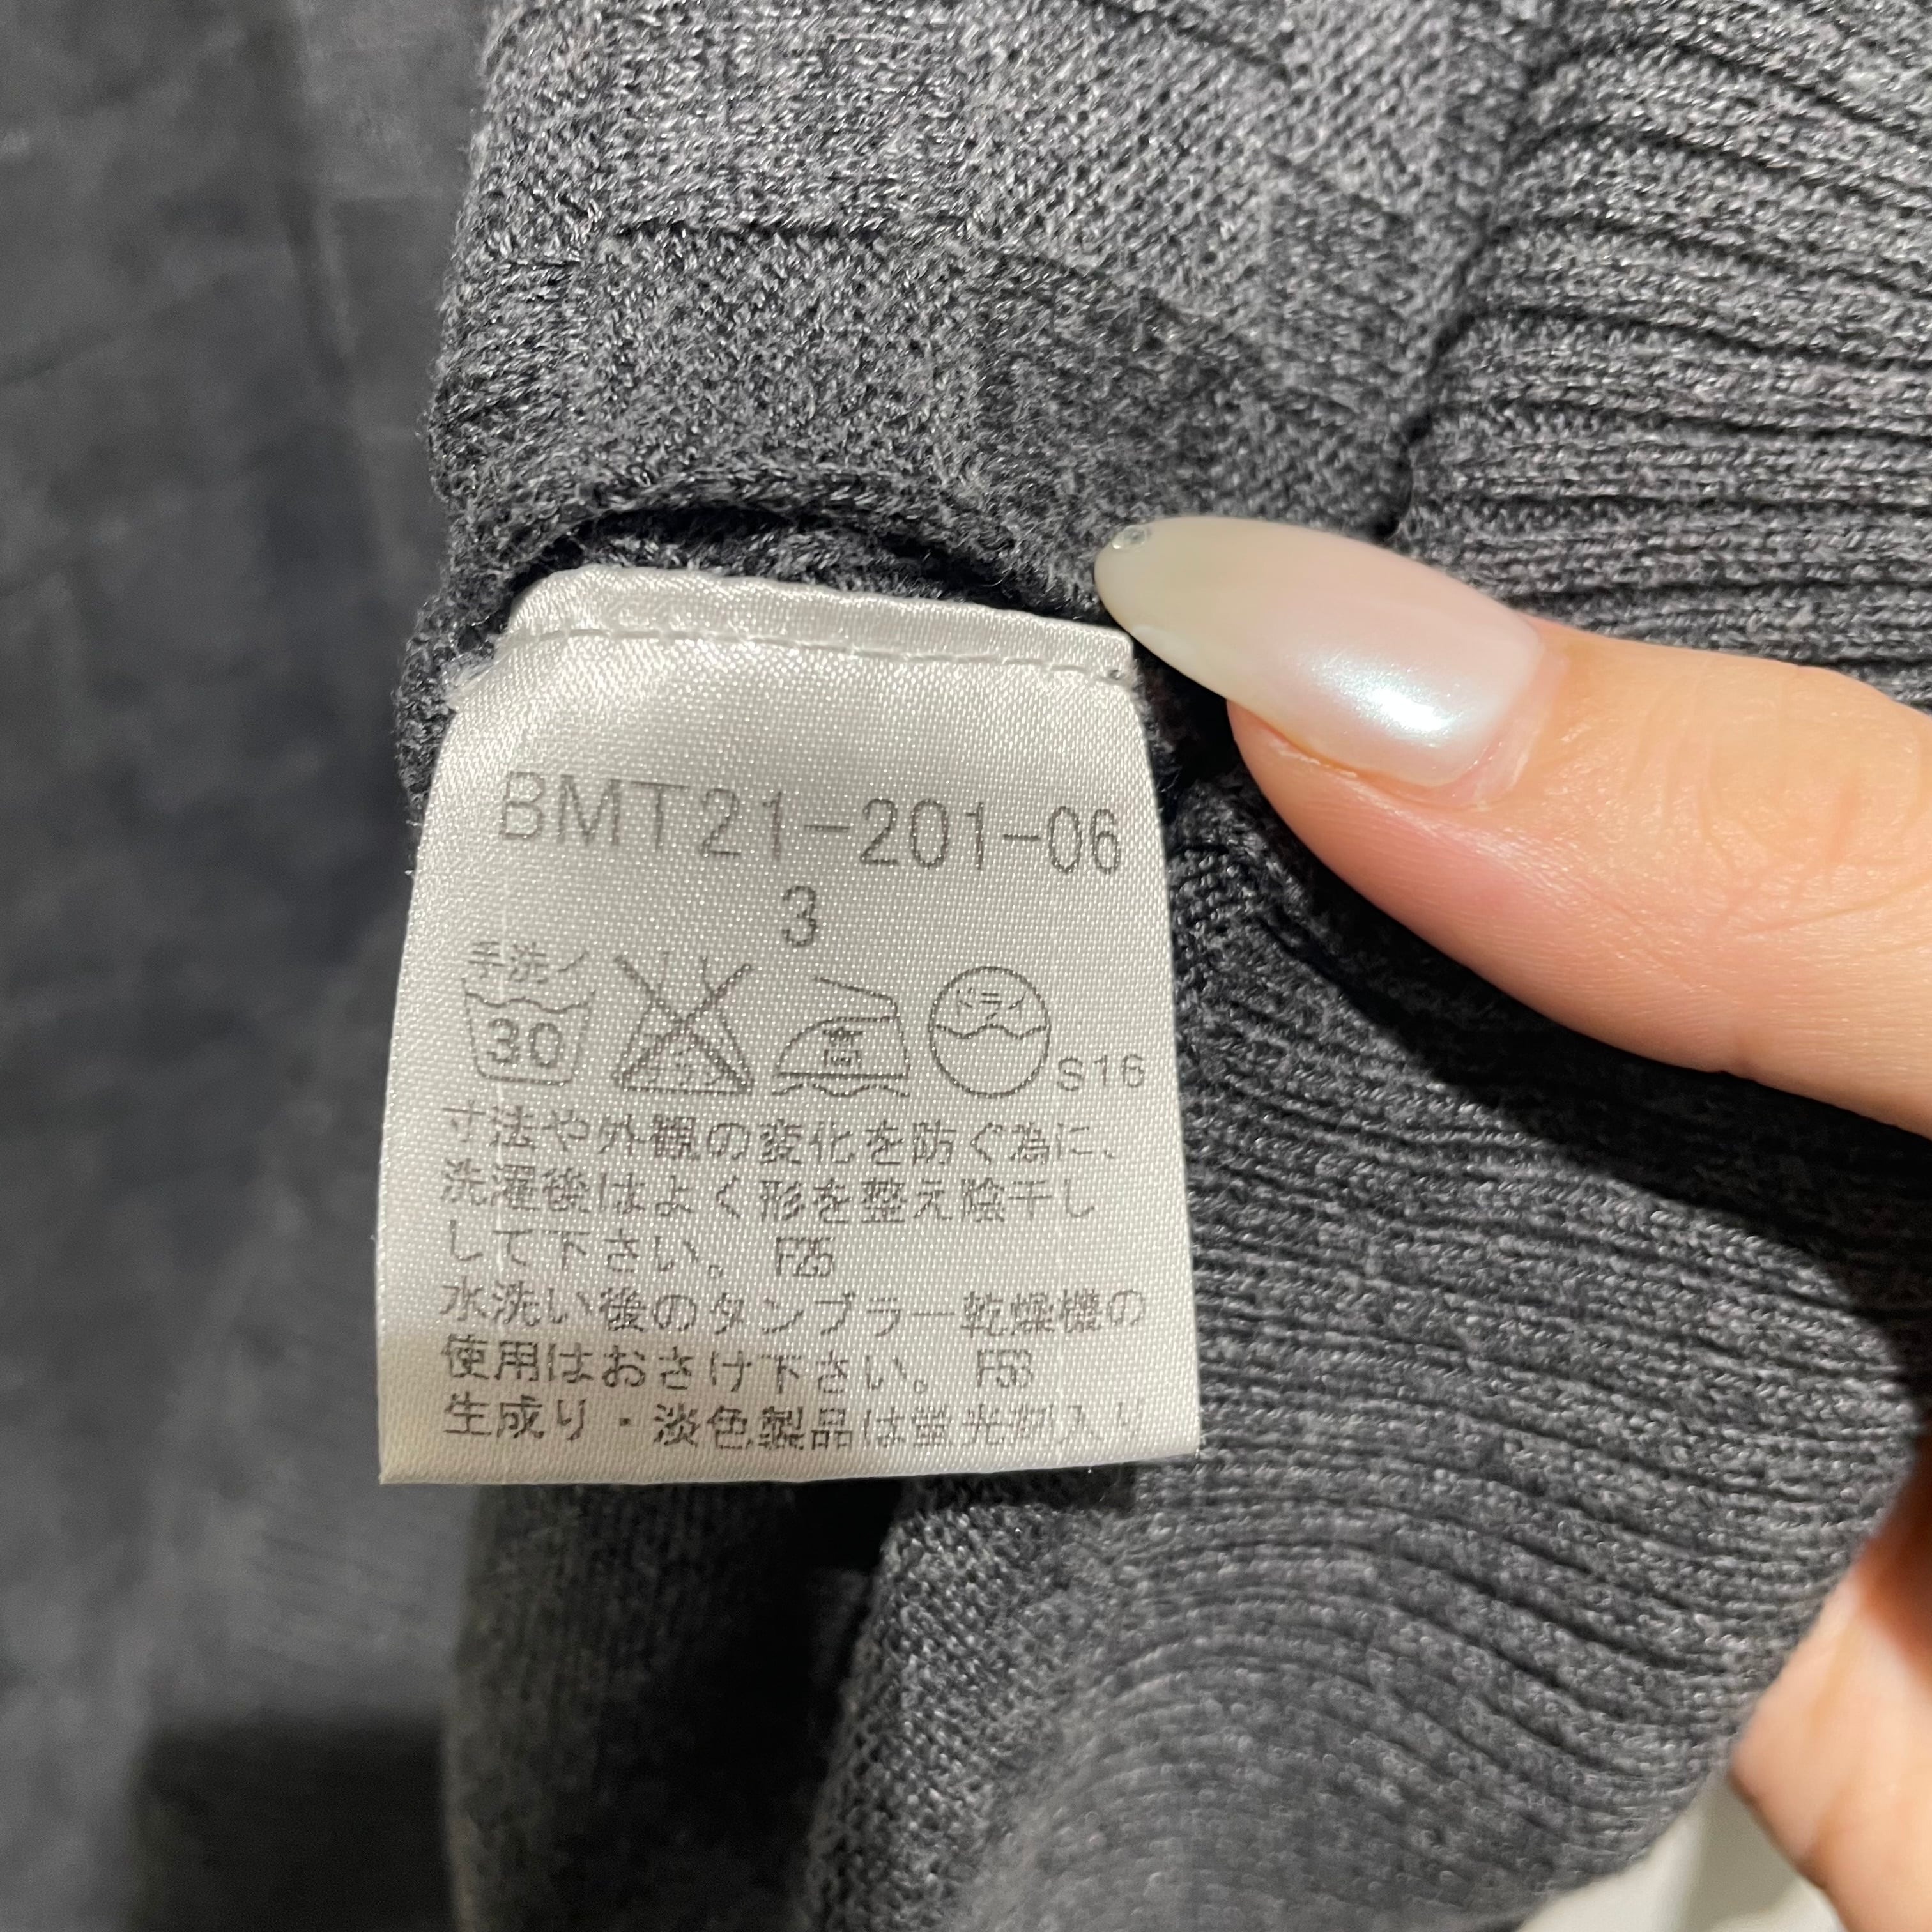 BMT21-201-06
3
手洗イ
30
ドライ
S16
寸法や外観の変化を防ぐ為に、
洗濯後はよく形を整え陰干し
して下さい。 F25
水洗い後のタンブラー乾燥機の
使用はおさけ下さい。 F53
生成り・淡色製品は蛍光剤入り